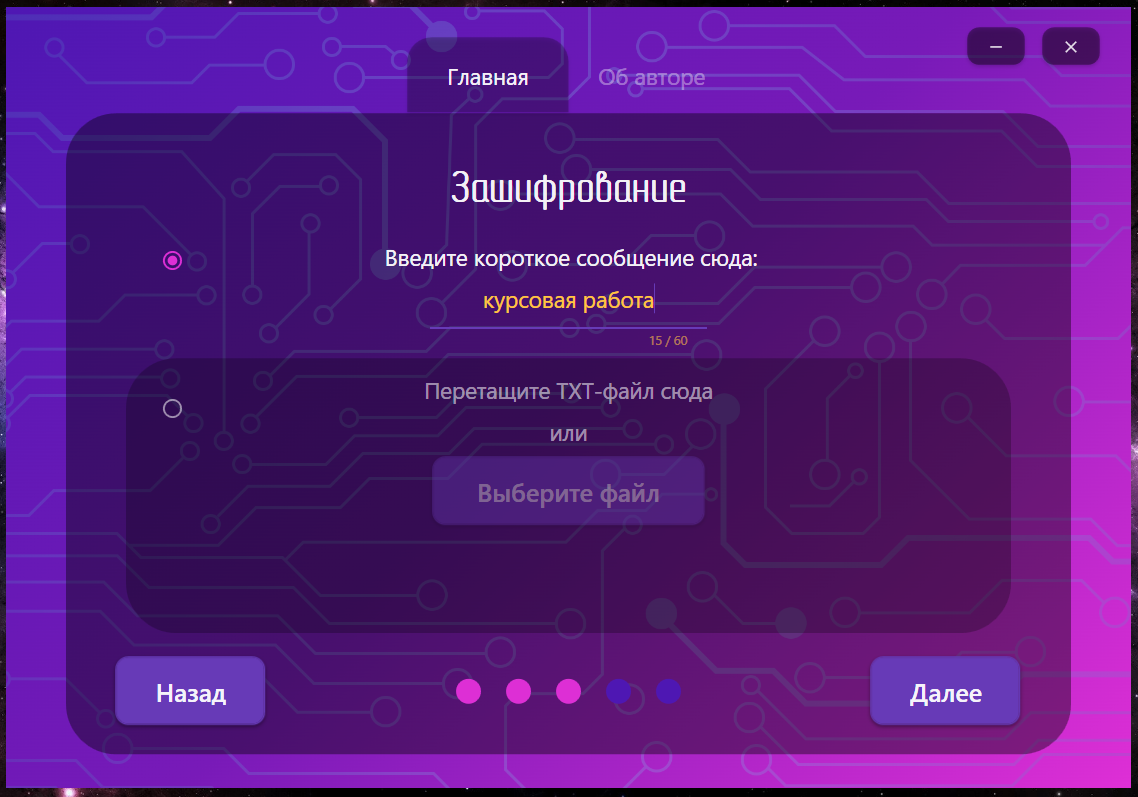 Главная
Об авторе
Зашифрование
Введите короткое сообщение сюда:
курсовая работа
15 / 60
Перетащите TXT-файл сюда
или
Выберите файл
Назад
Далее